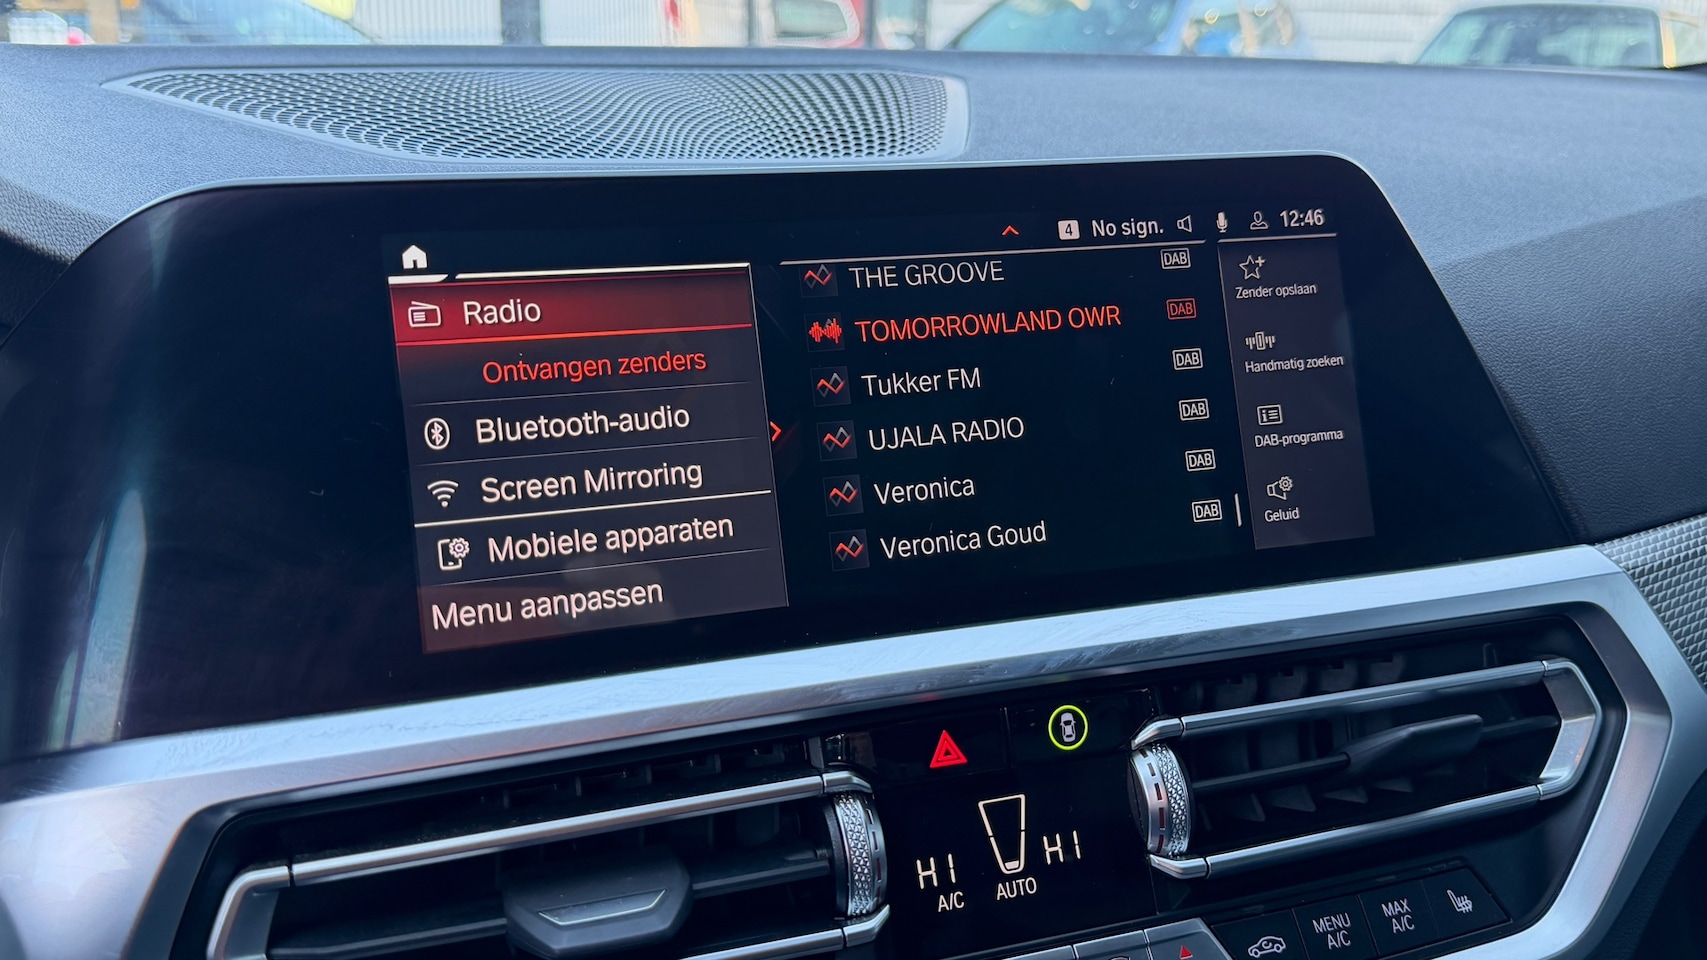 4 No sign. 12:46
Radio
Ontvangen zenders
Bluetooth-audio
Screen Mirroring
Mobiele apparaten
Menu aanpassen
THE GROOVE DAB
TOMORROWLAND OWR DAB
Tukker FM DAB
UJALA RADIO DAB
Veronica DAB
Veronica Goud DAB
Zender opslaan
Handmatig zoeken
DAB-programma
Geluid
HI HI
A/C AUTO
MENU A/C
MAX A/C